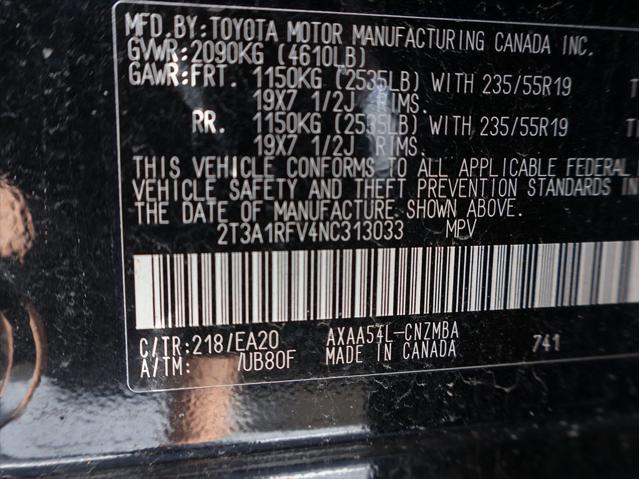 MFD.BY:TOYOTA MOTOR MANUFACTURING CANADA INC.
GVWR:2090KG (4610LB)
GAWR:FRT. 1150KG (2535LB) WITH 235/55R19
19X7 1/2J RIMS.
RR. 1150KG (2535LB) WITH 235/55R19
19X7 1/2J RIMS.
THIS VEHICLE CONFORMS TO ALL APPLICABLE FEDERAL
VEHICLE SAFETY AND THEFT PREVENTION STANDARDS IN
THE DATE OF MANUFACTURE SHOWN ABOVE.
2T3A1RFV4NC313033 MPV
C/TR:218/EA20 AXAA54L-CNZMBA 741
A/TM: /UB80F MADE IN CANADA